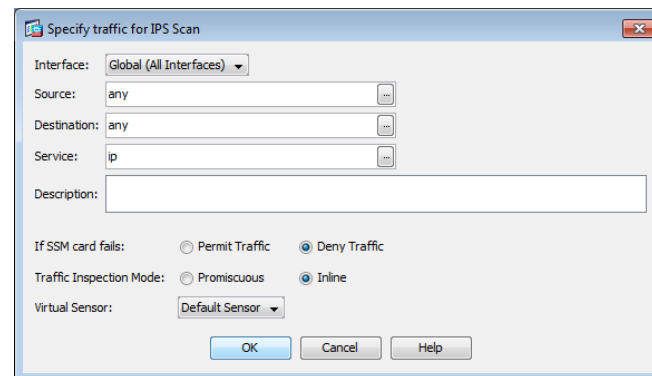 Specify traffic for IPS Scan
Interface: Global (All Interfaces)
Source: any ...
Destination: any ...
Service: ip ...
Description:
If SSM card fails: Permit Traffic Deny Traffic
Traffic Inspection Mode: Promiscuous Inline
Virtual Sensor: Default Sensor
OK Cancel Help